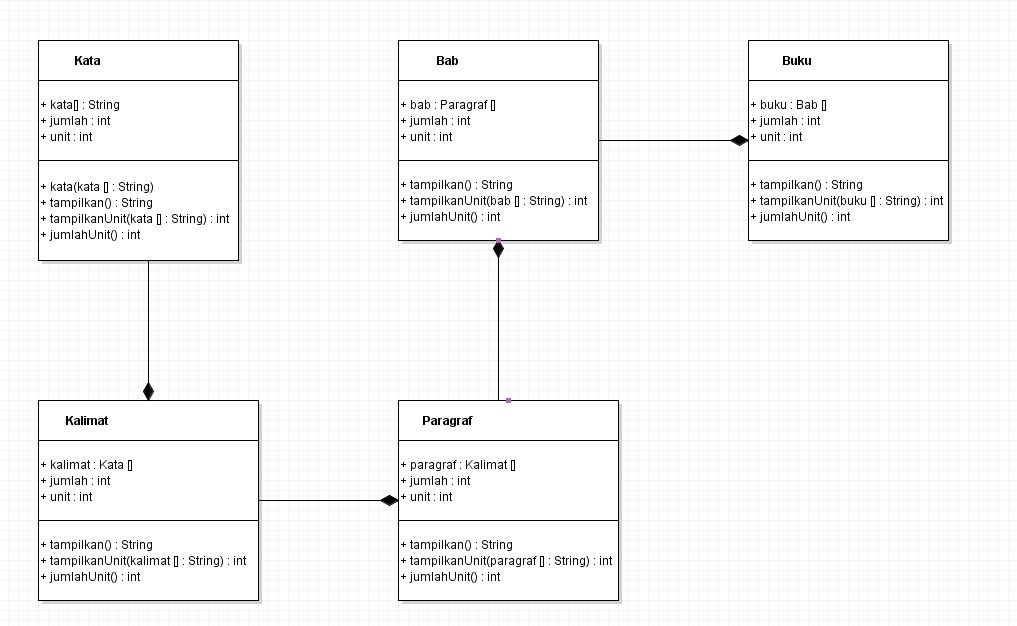 Kata
+ kata[] : String
+ jumlah : int
+ unit : int
+ kata(kata [] : String)
+ tampilkan() : String
+ tampilkanUnit(kata [] : String) : int
+ jumlahUnit() : int
Bab
+ bab : Paragraf []
+ jumlah : int
+ unit : int
+ tampilkan() : String
+ tampilkanUnit(bab [] : String) : int
+ jumlahUnit() : int
Buku
+ buku : Bab []
+ jumlah : int
+ unit : int
+ tampilkan() : String
+ tampilkanUnit(buku [] : String) : int
+ jumlahUnit() : int
Kalimat
+ kalimat : Kata []
+ jumlah : int
+ unit : int
+ tampilkan() : String
+ tampilkanUnit(kalimat [] : String) : int
+ jumlahUnit() : int
Paragraf
+ paragraf : Kalimat []
+ jumlah : int
+ unit : int
+ tampilkan() : String
+ tampilkanUnit(paragraf [] : String) : int
+ jumlahUnit() : int